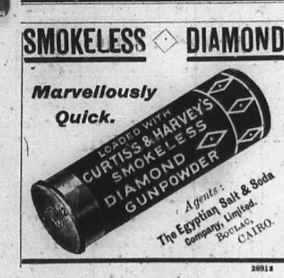 SMOKELESS DIAMOND
Marvellously
Quick.
LOADED WITH
CURTISS & HARVEY'S
SMOKELESS
DIAMOND
GUNPOWDER
Agents:
The Egyptian Salt & Soda
Company, Limited.
BOULAC,
CAIRO.